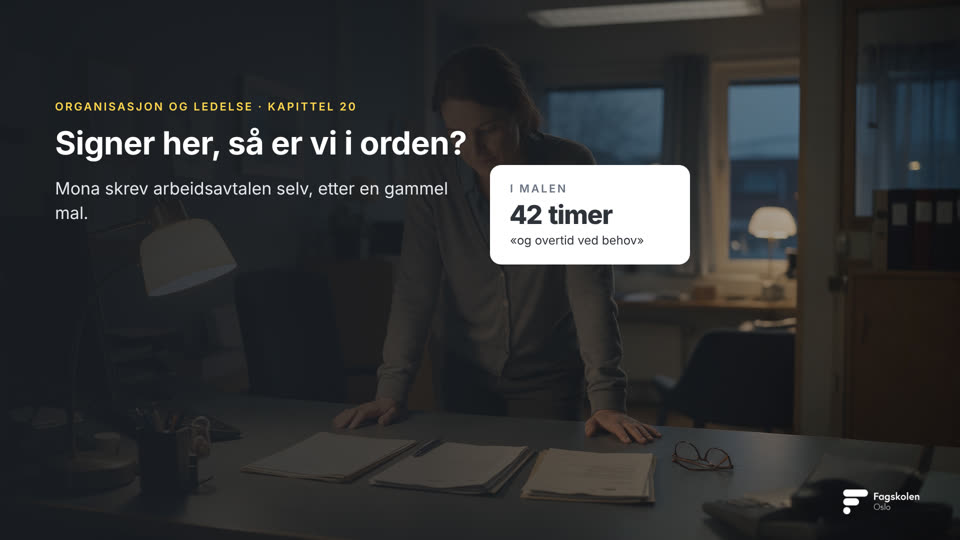 ORGANISASJON OG LEDELSE · KAPITTEL 20
Signer her, så er vi i orden?
Mona skrev arbeidsavtalen selv, etter en gammel
mal.
I MALEN
42 timer
«og overtid ved behov»
Fagskolen
Oslo